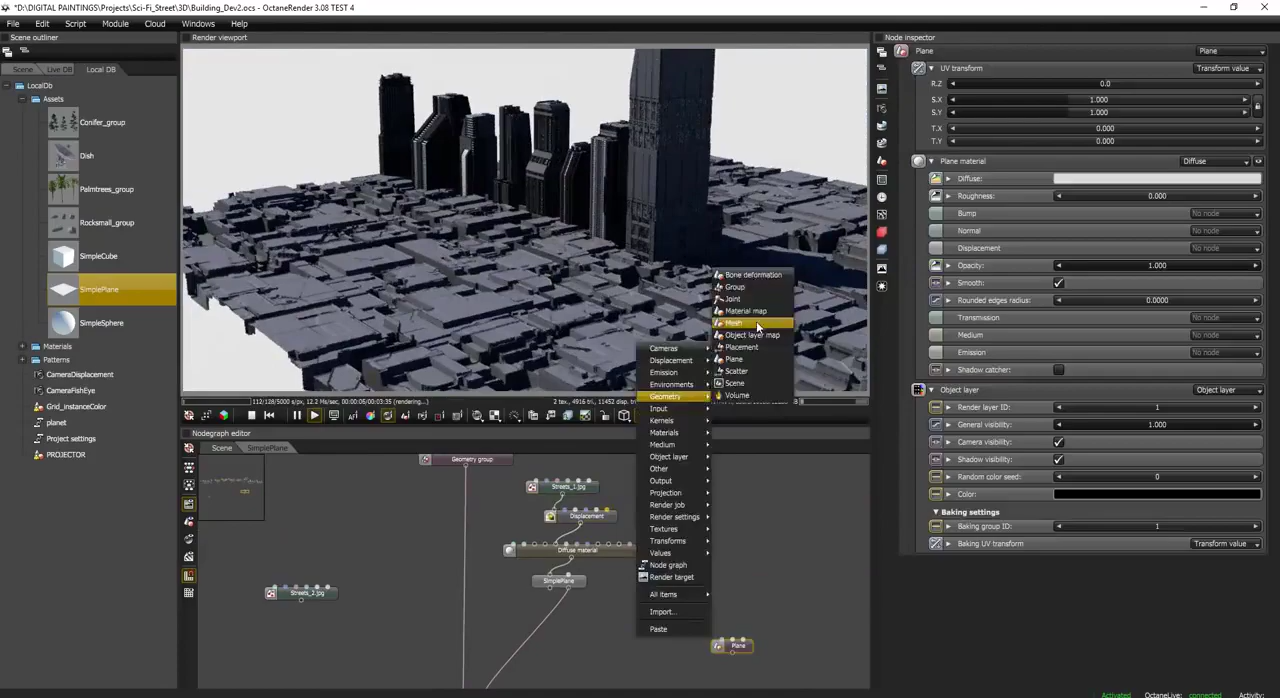 *D:\DIGITAL PAINTINGS\Projects\Sci-Fi_Street\3D\Building_Dev2.ocs - OctaneRender 3.08 TEST 4
File Edit Script Module Cloud Windows Help
Scene outliner
Scene Live DB Local DB
LocalDb
Assets
Conifer_group
Dish
Palmtrees_group
Rocksmall_group
SimpleCube
SimplePlane
SimpleSphere
Materials
Patterns
CameraDisplacement
CameraFishEye
Grid_instanceColor
planet
Project settings
PROJECTOR
Render viewport
Bone deformation
Group
Joint
Material map
Mesh
Object layer map
Placement
Plane
Scatter
Scene
Volume
Cameras
Displacement
Emission
Environments
Geometry
Input
Kernels
Materials
Medium
Object layer
Other
Output
Projection
Render job
Render settings
Textures
Transforms
Values
Node graph
Render target
All items
Import...
Paste
Nodegraph editor
Scene SimplePlane
Geometry group
Streets_1.jpg
Displacement
Diffuse material
SimplePlane
Streets_2.jpg
Plane
Node inspector
Plane Plane
UV transform Transform value
R.Z 0.0
S.X 1.000
S.Y 1.000
T.X 0.000
T.Y 0.000
Plane material Diffuse
Diffuse:
Roughness: 0.000
Bump No node
Normal No node
Displacement No node
Opacity: 1.000
Smooth:
Rounded edges radius: 0.0000
Transmission No node
Medium No node
Emission No node
Shadow catcher:
Object layer Object layer
Render layer ID: 1
General visibility: 1.000
Camera visibility:
Shadow visibility:
Random color seed: 0
Color:
Baking settings
Baking group ID: 1
Baking UV transform Transform value
Activated OctaneLive: connected Activity: